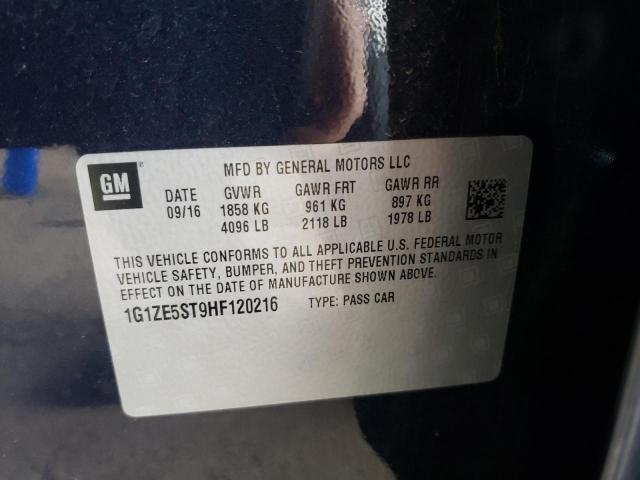 GM ®
MFD BY GENERAL MOTORS LLC
DATE GVWR GAWR FRT GAWR RR
09/16 1858 KG 961 KG 897 KG
4096 LB 2118 LB 1978 LB
THIS VEHICLE CONFORMS TO ALL APPLICABLE U.S. FEDERAL MOTOR
VEHICLE SAFETY, BUMPER, AND THEFT PREVENTION STANDARDS IN
EFFECT ON THE DATE OF MANUFACTURE SHOWN ABOVE.
1G1ZE5ST9HF120216 TYPE: PASS CAR